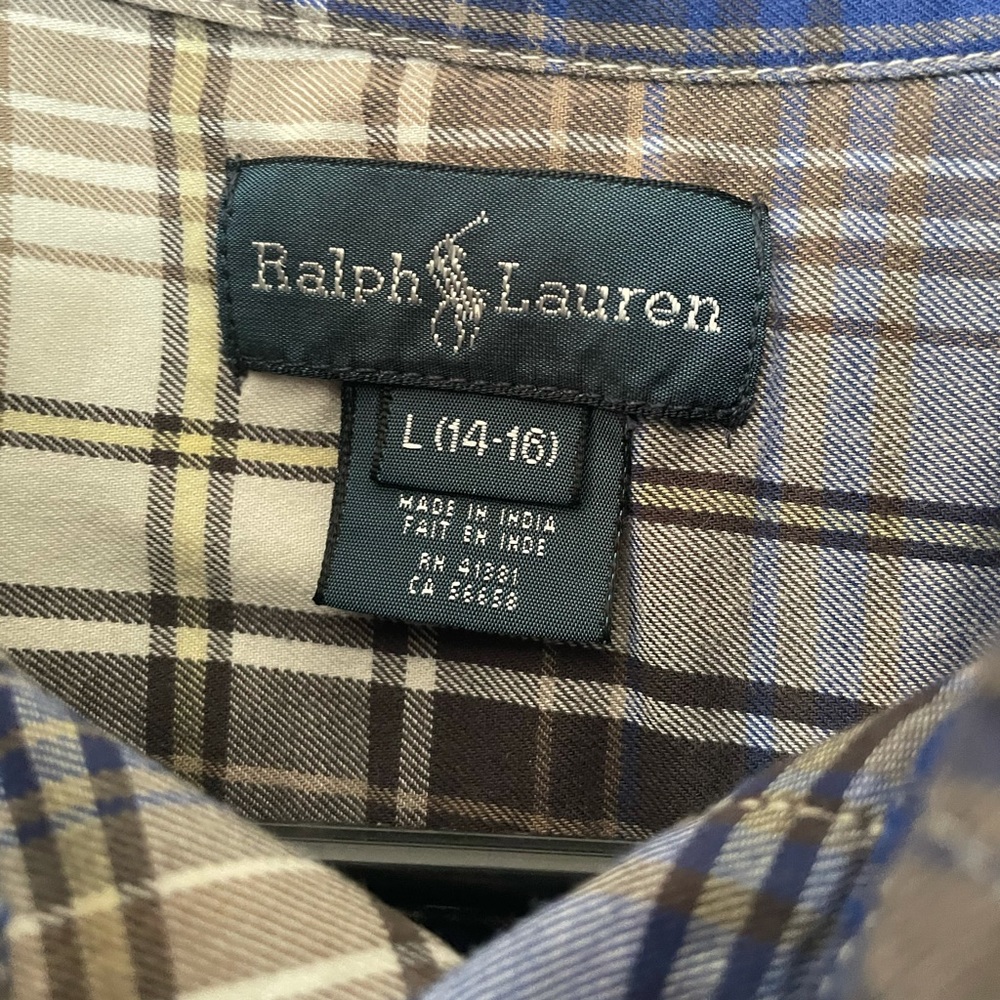 Ralph Lauren
L (14-16)
MADE IN INDIA
FAIT EN INDE
RN 41381
CA 56658